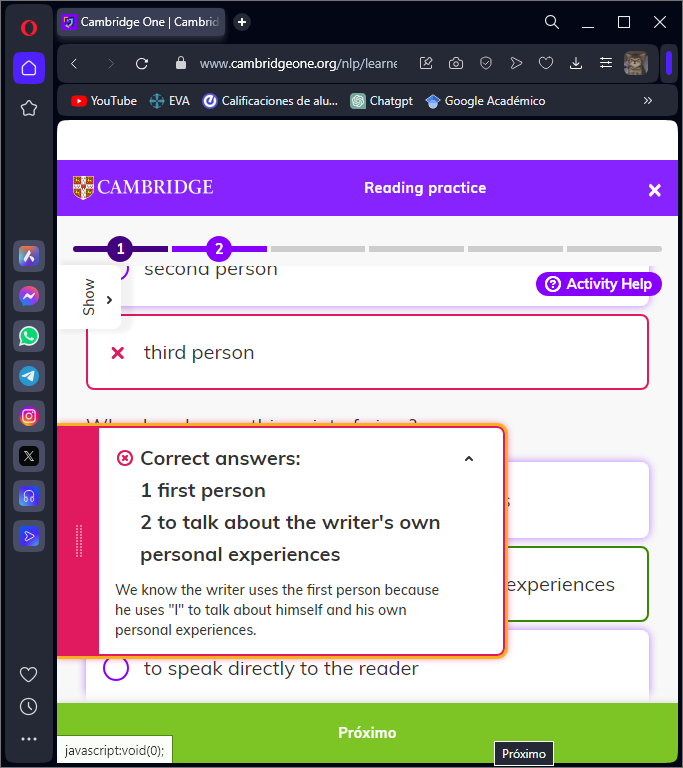 Cambridge One | Cambrid
www.cambridgeone.org/nlp/learne
YouTube
EVA
Calificaciones de alu...
Chatgpt
Google Académico
CAMBRIDGE
Reading practice
1
2
second person
Activity Help
Show
third person
Correct answers:
1 first person
2 to talk about the writer's own
personal experiences
experiences
We know the writer uses the first person because
he uses "I" to talk about himself and his own
personal experiences.
to speak directly to the reader
Próximo
javascript:void(0);
Próximo